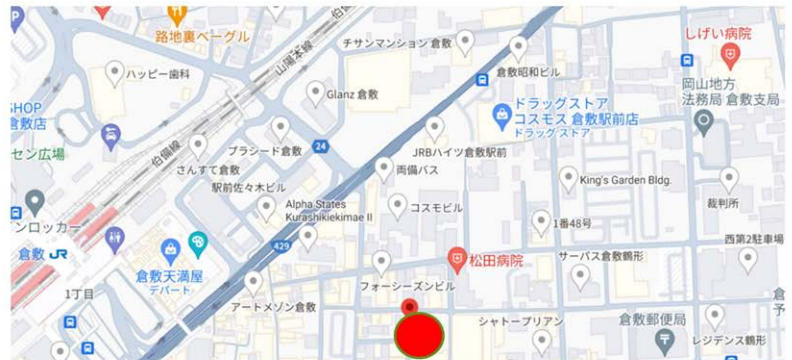 路地裏ベーグル
チサンマンション 倉敷
しげい病院
ハッピー歯科
山陽本線
倉敷昭和ビル
岡山地方
法務局 倉敷支局
Glanz 倉敷
SHOP
倉敷店
ドラッグストア
コスモス 倉敷駅前店
ドラッグ ストア
伯備線
プラシード倉敷
24
JRBハイツ倉敷駅前
セン広場
さんすて倉敷
両備バス
駅前佐々木ビル
King's Garden Bldg.
裁判所
Alpha States
Kurashikiekimae II
コスモビル
ンロッカー
1番48号
429
西第2駐車場
倉敷 JR
倉敷天満屋
デパート
松田病院
サーパス倉敷鶴形
フォーシーズンビル
1丁目
アートメゾン倉敷
シャトープリアン
倉敷郵便局
倉
予
レジデンス鶴形